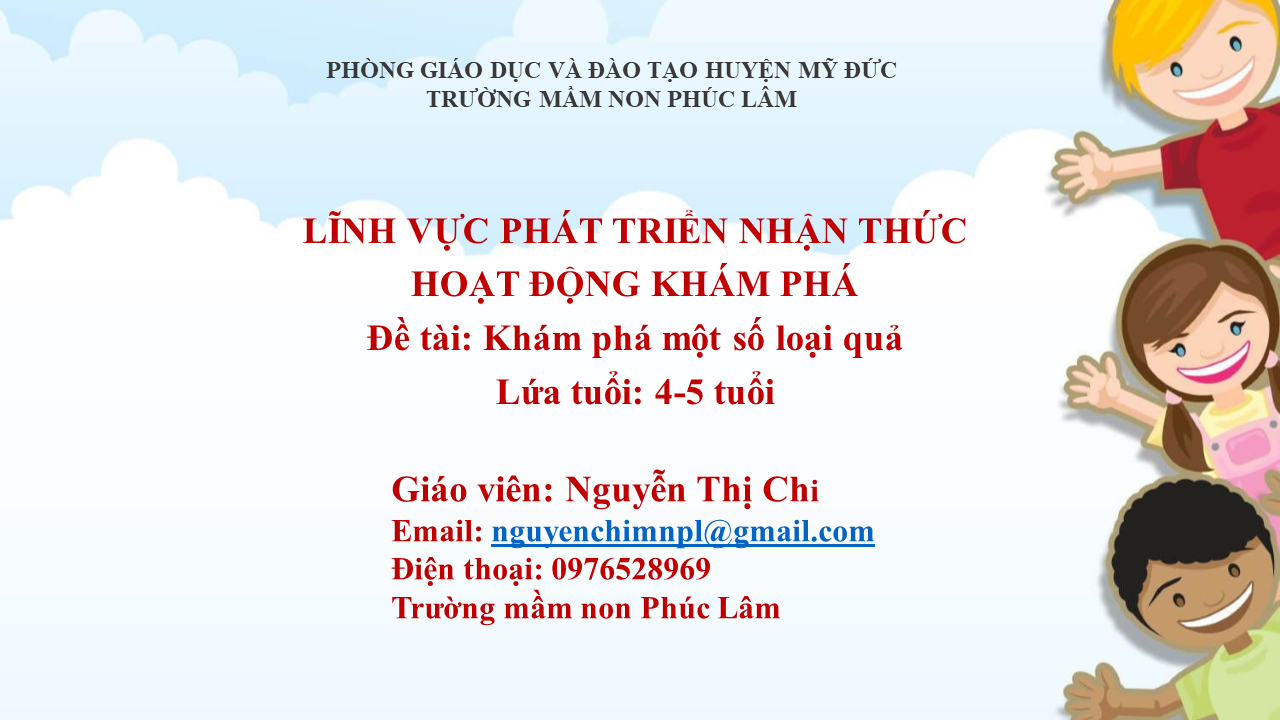 PHÒNG GIÁO DỤC VÀ ĐÀO TẠO HUYỆN MỸ ĐỨC
TRƯỜNG MẦM NON PHÚC LÂM
LĨNH VỰC PHÁT TRIỂN NHẬN THỨC
HOẠT ĐỘNG KHÁM PHÁ
Đề tài: Khám phá một số loại quả
Lứa tuổi: 4-5 tuổi
Giáo viên: Nguyễn Thị Chi
Email: nguyenchimnpl@gmail.com
Điện thoại: 0976528969
Trường mầm non Phúc Lâm